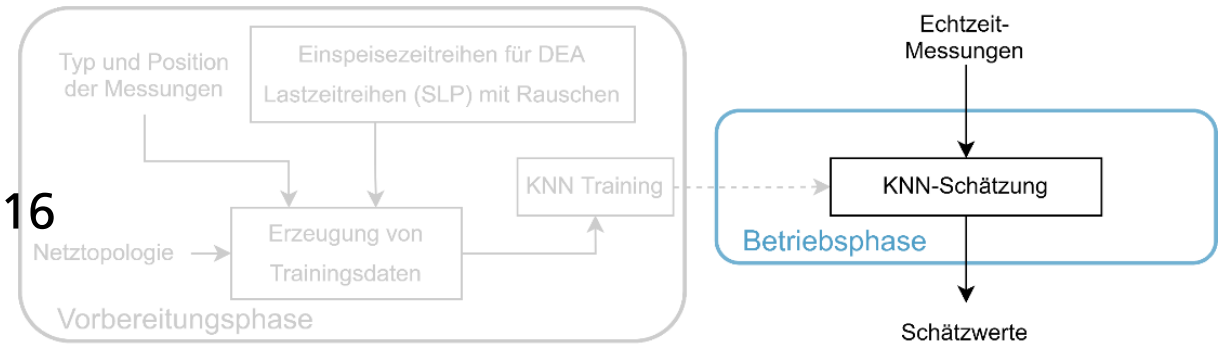 Typ und Position
der Messungen
Einspeisezeitreihen für DEA
Lastzeitreihen (SLP) mit Rauschen
KNN Training
16
Netztopologie
Erzeugung von
Trainingsdaten
Vorbereitungsphase
Echtzeit-
Messungen
KNN-Schätzung
Betriebsphase
Schätzwerte